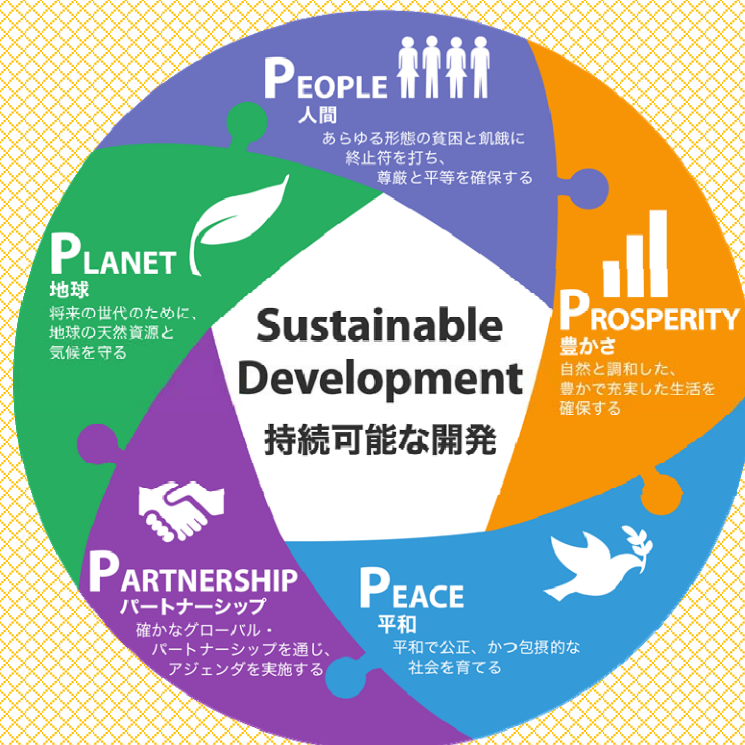 PEOPLE
人間
あらゆる形態の貧困と飢餓に
終止符を打ち、
尊厳と平等を確保する
PROSPERITY
豊かさ
自然と調和した、
豊かで充実した生活を
確保する
PEACE
平和
平和で公正、かつ包摂的な
社会を育てる
PARTNERSHIP
パートナーシップ
確かなグローバル・
パートナーシップを通じ、
アジェンダを実施する
PLANET
地球
将来の世代のために、
地球の天然資源と
気候を守る
Sustainable
Development
持続可能な開発